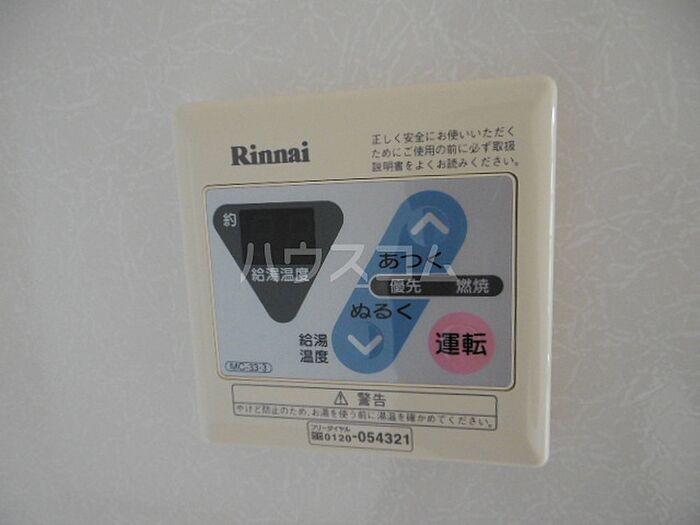 Rinnai
正しく安全にお使いいただく
ためにご使用の前に必ず取扱
説明書をよくお読みください。
約
給湯温度
あつく
優先 燃焼
ぬるく
給湯
温度
運転
MC-33-3
ハウスコム
⚠ 警告
やけど防止のため、お湯を使う前に湯温を確かめてください。
フリーダイヤル
0120-054321